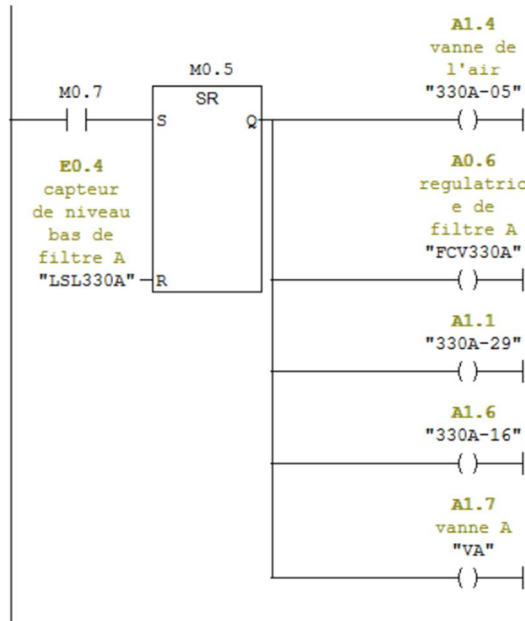 A1.4
vanne de
l'air
"330A-05"
M0.7
M0.5
SR
S
Q
E0.4
capteur
de niveau
bas de
filtre A
"LSL330A"
R
A0.6
regulatric
e de
filtre A
"FCV330A"
A1.1
"330A-29"
A1.6
"330A-16"
A1.7
vanne A
"VA"